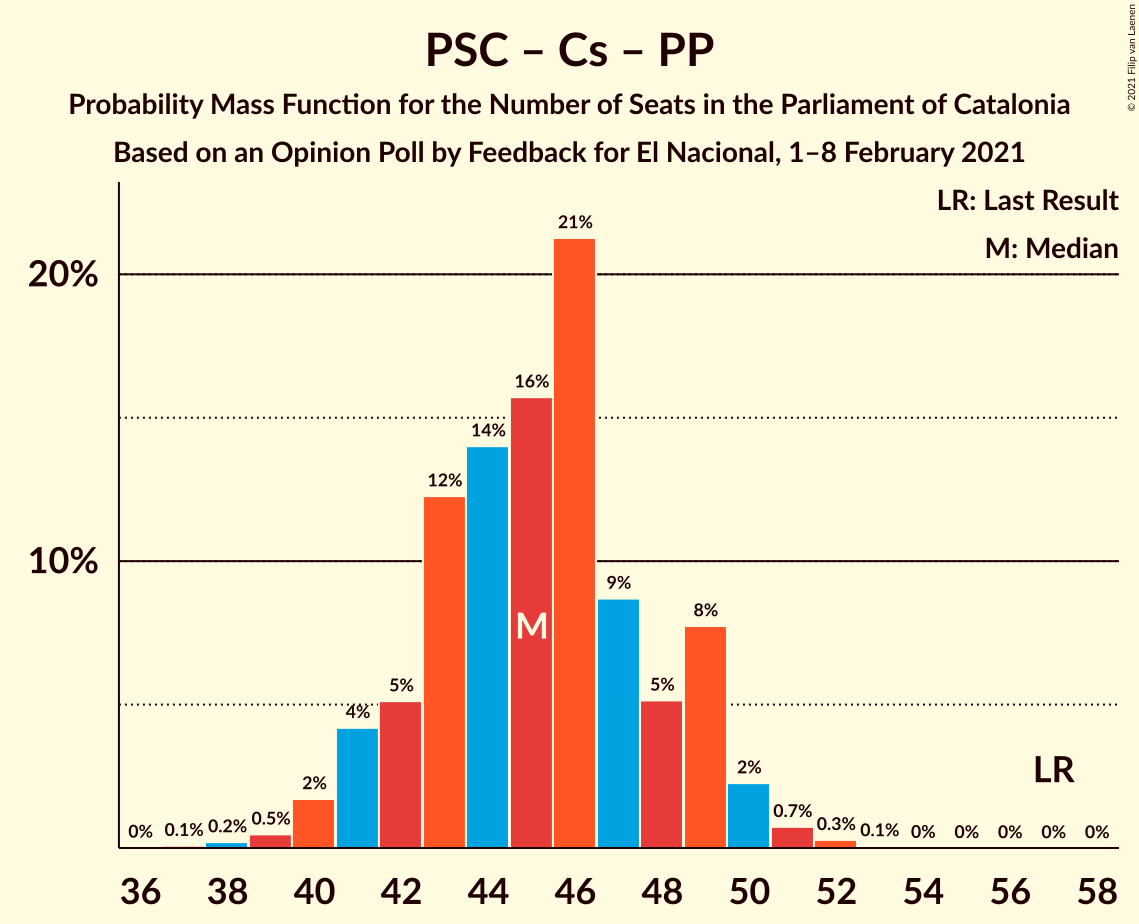 PSC – Cs – PP
Probability Mass Function for the Number of Seats in the Parliament of Catalonia
Based on an Opinion Poll by Feedback for El Nacional, 1–8 February 2021
© 2021 Filip van Laenen
LR: Last Result
M: Median
20%
10%
0% 0.1% 0.2% 0.5% 2% 4% 5% 12% 14% 16% 21% 9% 5% 8% 2% 0.7% 0.3% 0.1% 0% 0% 0% 0% 0%
M
LR
36 38 40 42 44 46 48 50 52 54 56 58